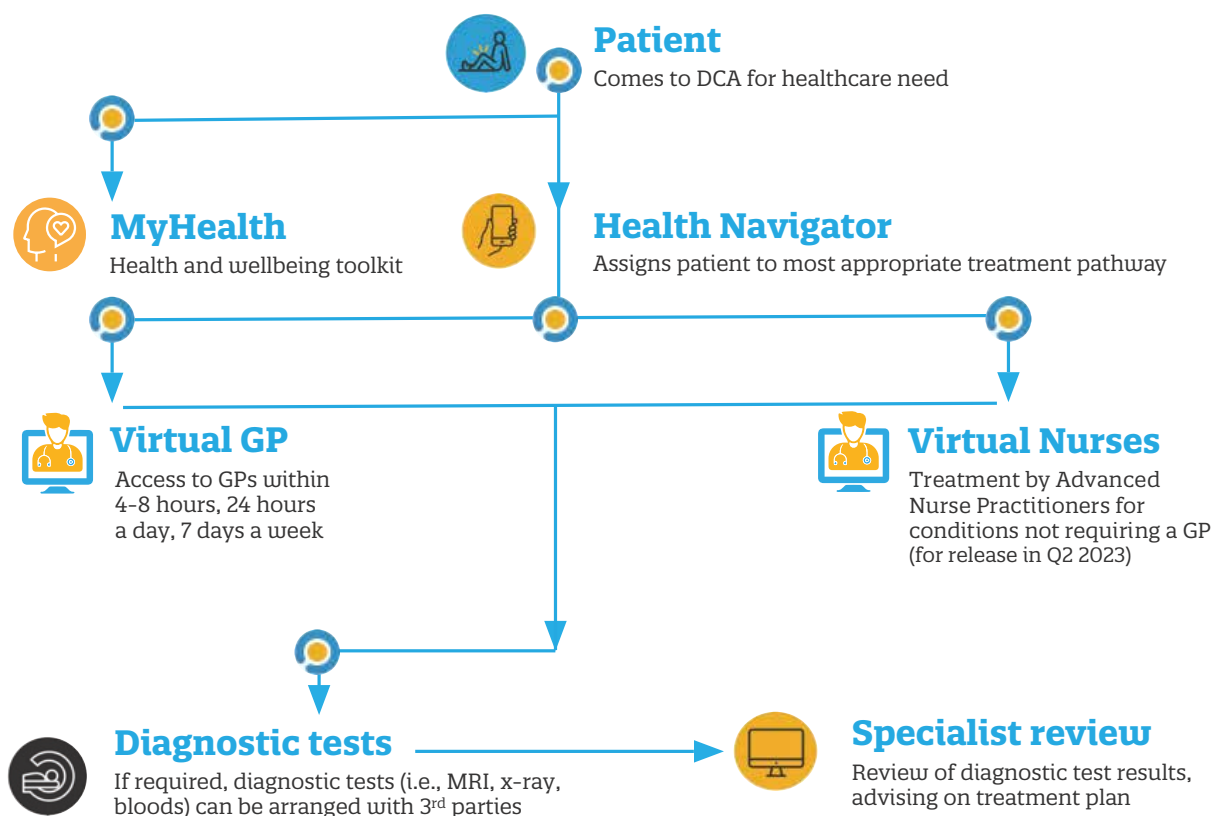 Patient
Comes to DCA for healthcare need
MyHealth
Health and wellbeing toolkit
Health Navigator
Assigns patient to most appropriate treatment pathway
Virtual GP
Access to GPs within
4-8 hours, 24 hours
a day, 7 days a week
Virtual Nurses
Treatment by Advanced
Nurse Practitioners for
conditions not requiring a GP
(for release in Q2 2023)
Diagnostic tests
If required, diagnostic tests (i.e., MRI, x-ray,
bloods) can be arranged with 3rd parties
Specialist review
Review of diagnostic test results,
advising on treatment plan